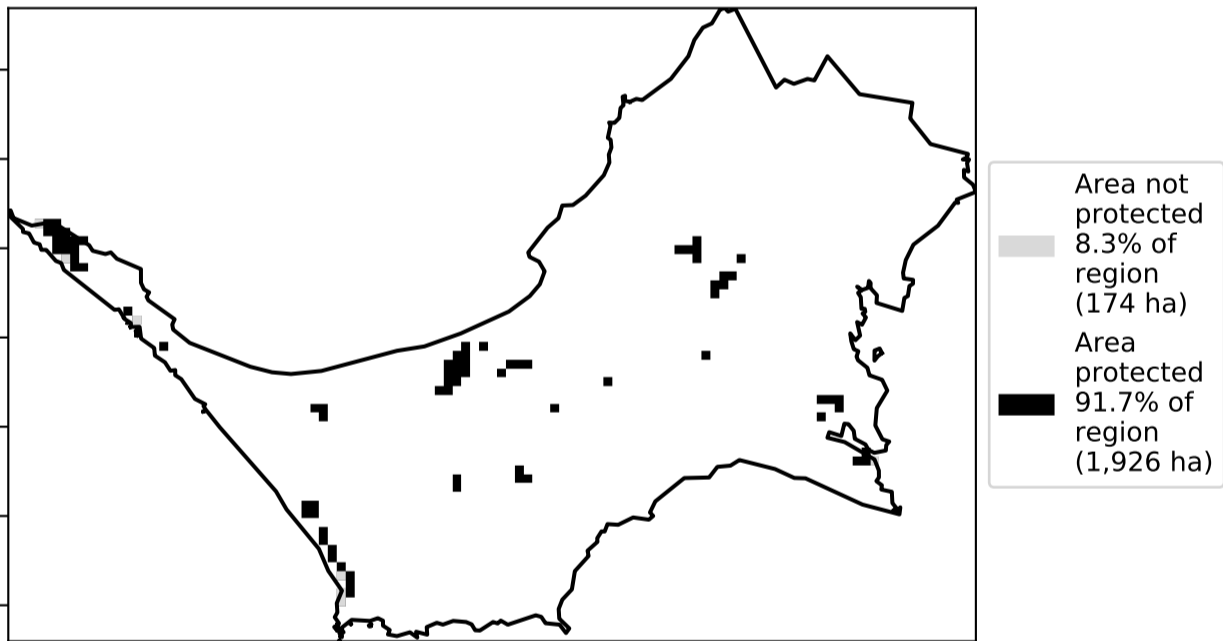 Area not
protected
8.3% of
region
(174 ha)
Area
protected
91.7% of
region
(1,926 ha)